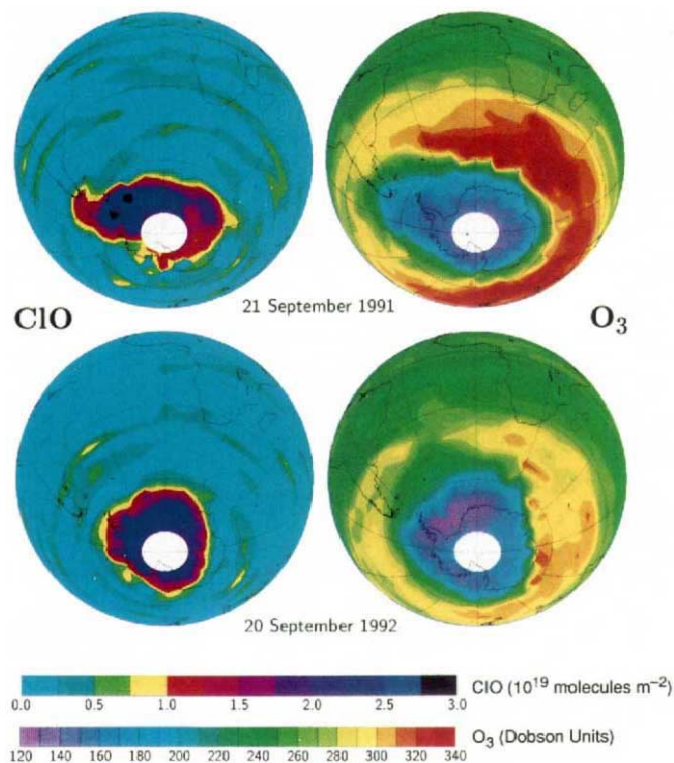 21 September 1991
ClO
O₃
20 September 1992
0.0 0.5 1.0 1.5 2.0 2.5 3.0 ClO (10¹⁹ molecules m⁻²)
O₃ (Dobson Units)
120 140 160 180 200 220 240 260 280 300 320 340